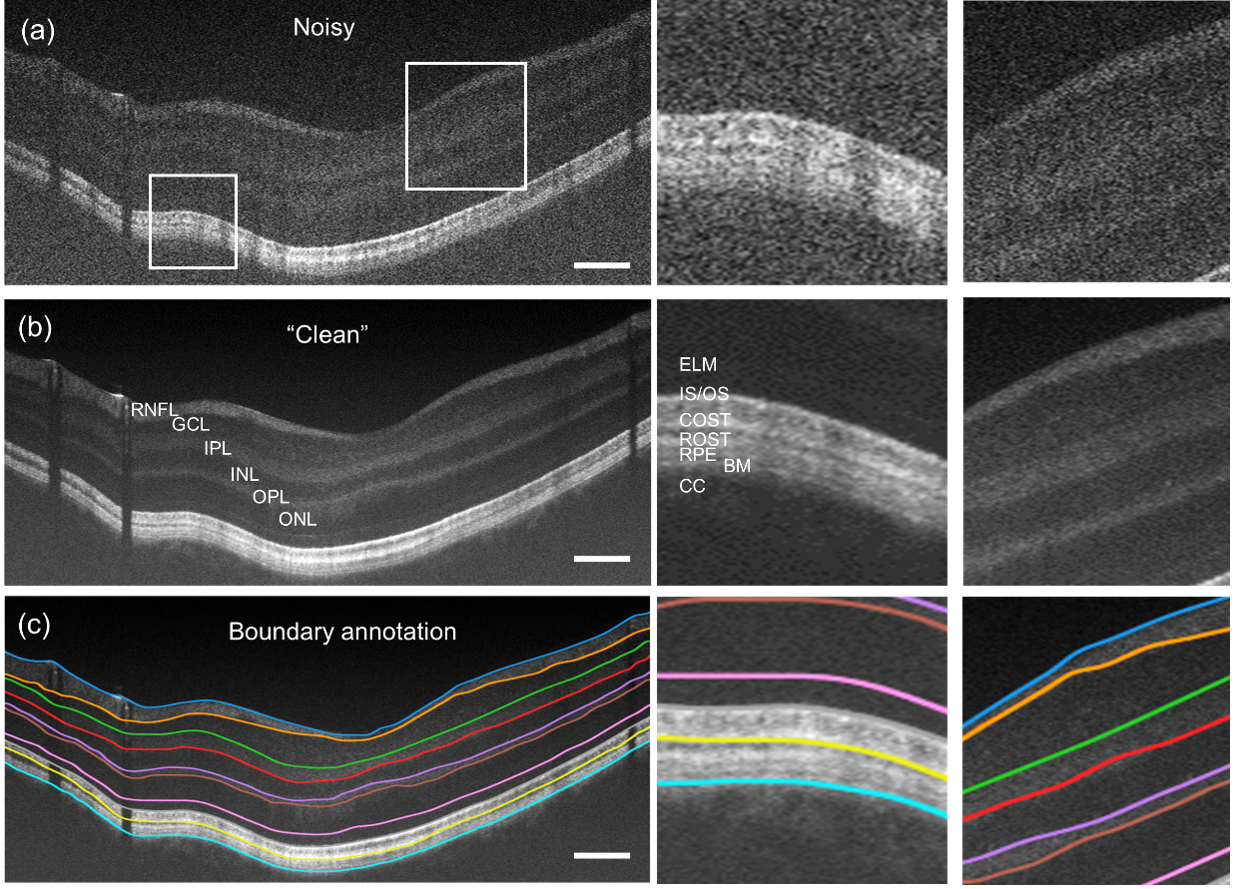 (a)
Noisy
(b)
“Clean”
RNFL
GCL
IPL
INL
OPL
ONL
ELM
IS/OS
COST
ROST
RPE
BM
CC
(c)
Boundary annotation